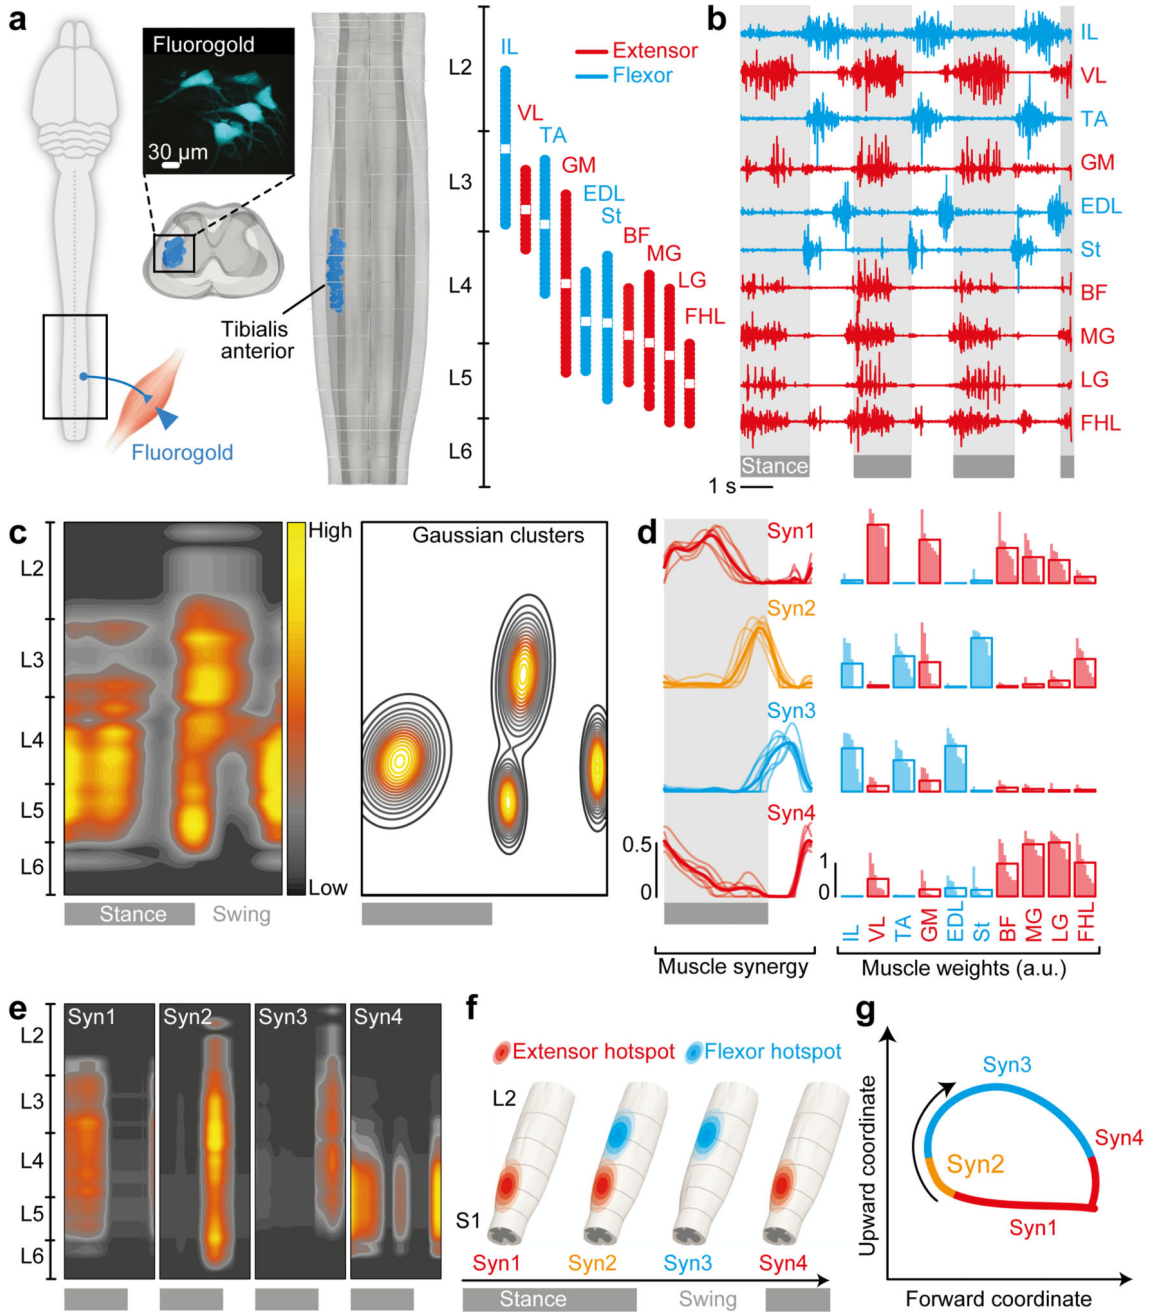 a
Fluorogold
30 µm
Tibialis
anterior
Fluorogold
L2
L3
L4
L5
L6
Extensor
Flexor
IL
VL
TA
GM
EDL
St
BF
MG
LG
FHL
b
IL
VL
TA
GM
EDL
St
BF
MG
LG
FHL
Stance
1 s
c
L2
L3
L4
L5
L6
High
Low
Stance
Swing
Gaussian clusters
d
Syn1
Syn2
Syn3
Syn4
0.5
0
1
0
IL
VL
TA
GM
EDL
St
BF
MG
LG
FHL
Muscle synergy
Muscle weights (a.u.)
e
Syn1
Syn2
Syn3
Syn4
L2
L3
L4
L5
L6
f
Extensor hotspot
Flexor hotspot
L2
S1
Syn1
Syn2
Syn3
Syn4
Stance
Swing
g
Upward coordinate
Syn3
Syn4
Syn2
Syn1
Forward coordinate